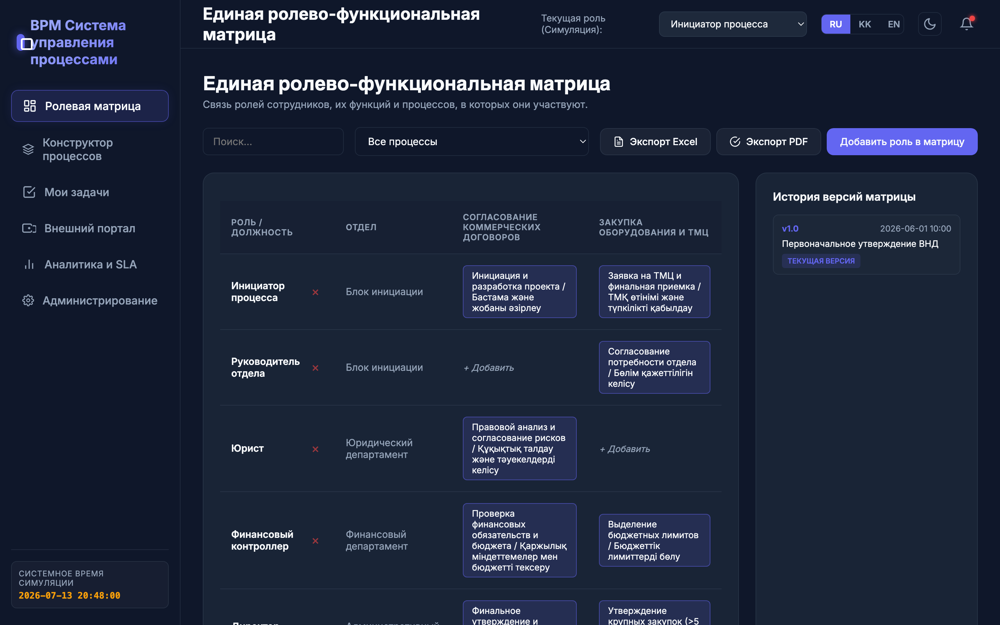 BPM Система
управления
процессами
Ролевая матрица
Конструктор
процессов
Мои задачи
Внешний портал
Аналитика и SLA
Администрирование
СИСТЕМНОЕ ВРЕМЯ
СИМУЛЯЦИИ
2026-07-13 20:48:00
Единая ролево-функциональная
матрица
Текущая роль
(Симуляция):
Инициатор процесса
RU KK EN
Единая ролево-функциональная матрица
Связь ролей сотрудников, их функций и процессов, в которых они участвуют.
Поиск...
Все процессы
Экспорт Excel
Экспорт PDF
Добавить роль в матрицу
РОЛЬ /
ДОЛЖНОСТЬ
ОТДЕЛ
СОГЛАСОВАНИЕ
КОММЕРЧЕСКИХ
ДОГОВОРОВ
ЗАКУПКА
ОБОРУДОВАНИЯ И ТМЦ
Инициатор
процесса
Блок инициации
Инициация и
разработка проекта /
Бастама және
жобаны әзірлеу
Заявка на ТМЦ и
финальная приемка /
ТМҚ өтінімі және
түпкілікті қабылдау
Руководитель
отдела
Блок инициации
+ Добавить
Согласование
потребности отдела
/ Бөлім қажеттілігін
келісу
Юрист
Юридический
департамент
Правовой анализ и
согласование рисков
/ Құқықтық талдау
және тәуекелдерді
келісу
+ Добавить
Финансовый
контроллер
Финансовый
департамент
Проверка
финансовых
обязательств и
бюджета / Қаржылық
міндеттемелер мен
бюджетті тексеру
Выделение
бюджетных лимитов
/ Бюджеттік
лимиттерді бөлу
Директор
Административный
Финальное
утверждение и
Утверждение
крупных закупок (>5
История версий матрицы
v1.0
2026-06-01 10:00
Первоначальное утверждение ВНД
ТЕКУЩАЯ ВЕРСИЯ